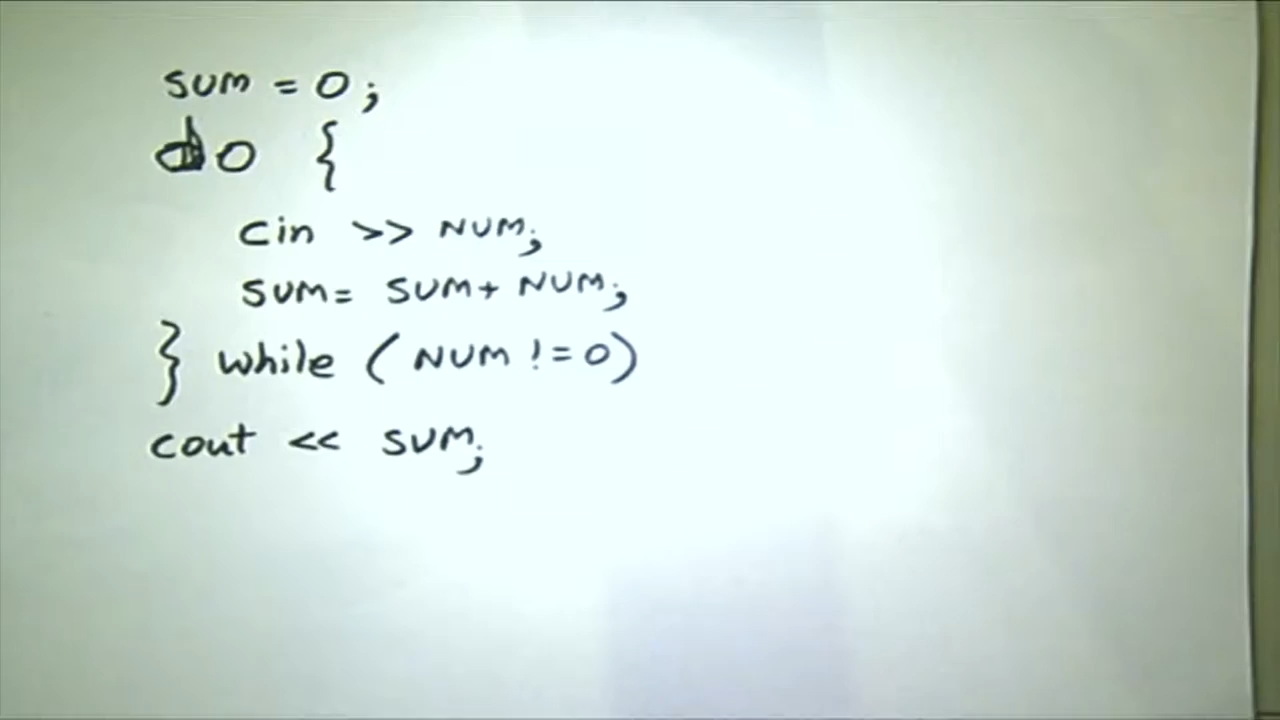 sum = 0;
do {
cin >> NUM;
sum = sum + NUM;
} while ( NUM != 0)
cout << sum;